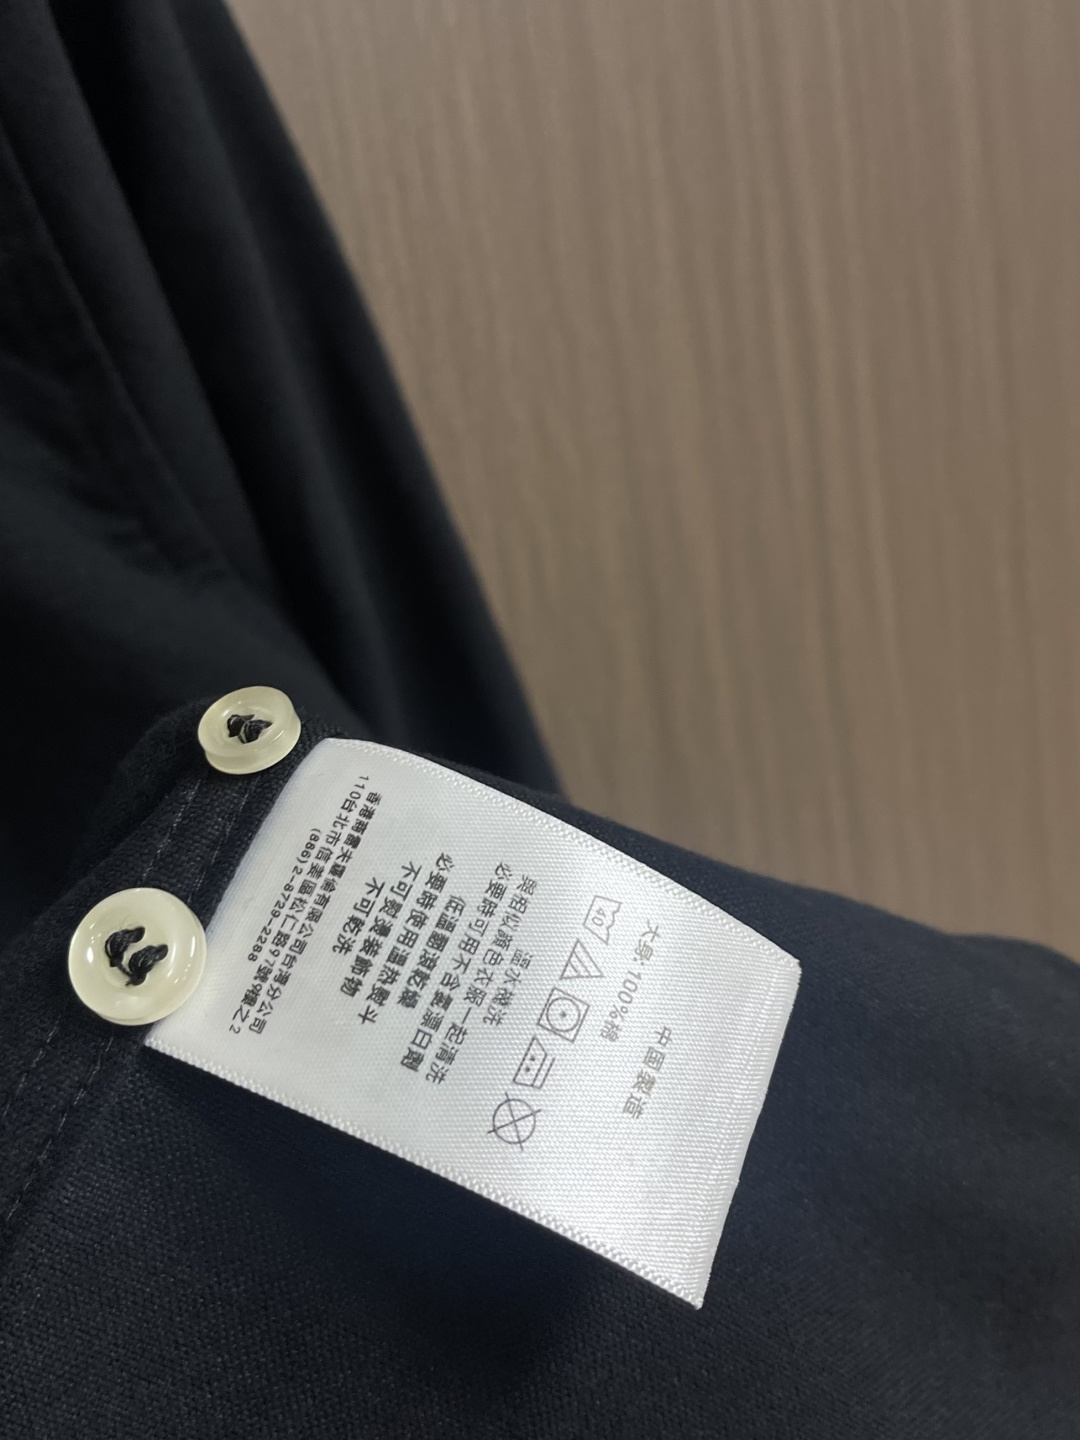 中国製造
大身: 100%棉
40
溫水機洗
與相似顏色衣服一起清洗
必要時可用不含氯漂白劑
低溫翻滾乾燥
必要時使用溫熱熨斗
不可熨燙裝飾物
不可乾洗
香港商雷夫羅倫有限公司台灣分公司
110台北市信義區松仁路97號9樓之2
(886)2-8729-2288